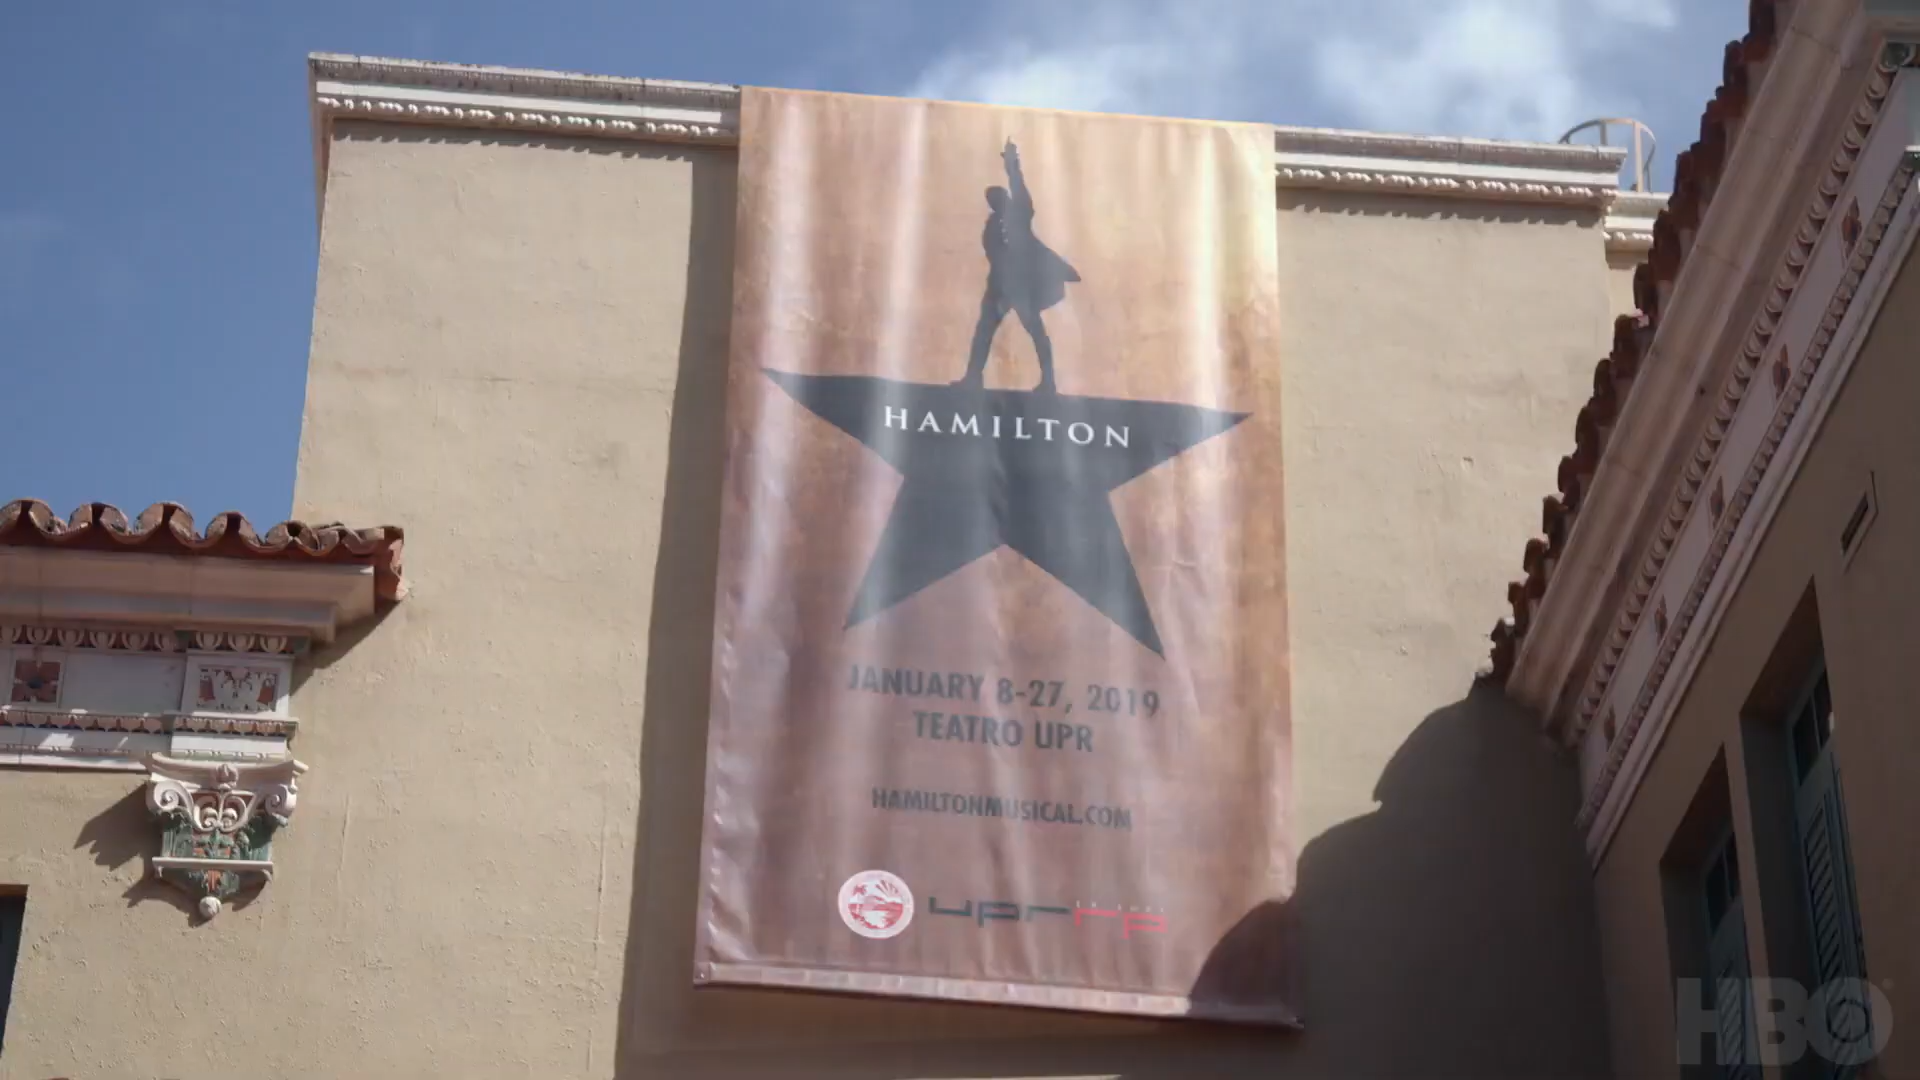 HAMILTON
JANUARY 8-27, 2019
TEATRO UPR
HAMILTONMUSICAL.COM
uprrp
HBO